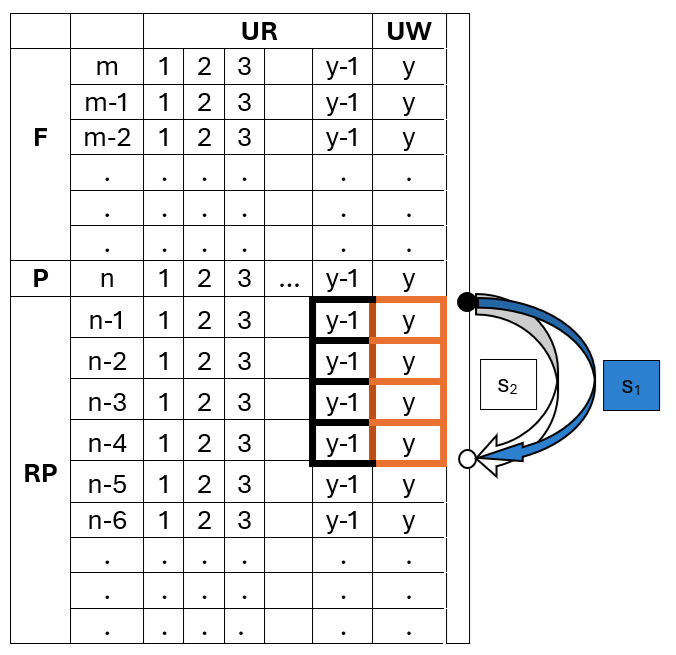 UR UW
m 1 2 3 y-1 y
m-1 1 2 3 y-1 y
F m-2 1 2 3 y-1 y
. . . . . .
. . . . . .
. . . . . .
P n 1 2 3 ... y-1 y
n-1 1 2 3 y-1 y
n-2 1 2 3 y-1 y
s₂ s₁
n-3 1 2 3 y-1 y
n-4 1 2 3 y-1 y
RP n-5 1 2 3 y-1 y
n-6 1 2 3 y-1 y
. . . . . .
. . . . . .
. . . . . .